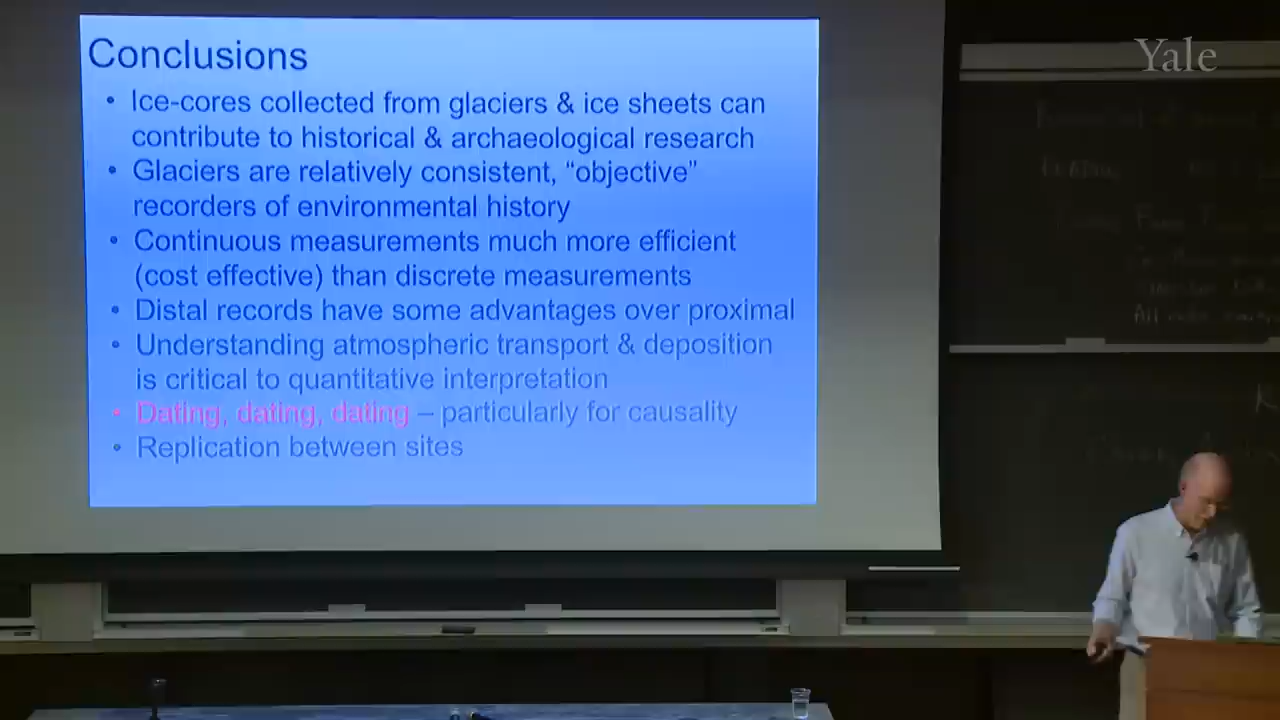 Yale
Conclusions
• Ice-cores collected from glaciers & ice sheets can
contribute to historical & archaeological research
• Glaciers are relatively consistent, “objective”
recorders of environmental history
• Continuous measurements much more efficient
(cost effective) than discrete measurements
• Distal records have some advantages over proximal
• Understanding atmospheric transport & deposition
is critical to quantitative interpretation
• Dating, dating, dating – particularly for causality
• Replication between sites